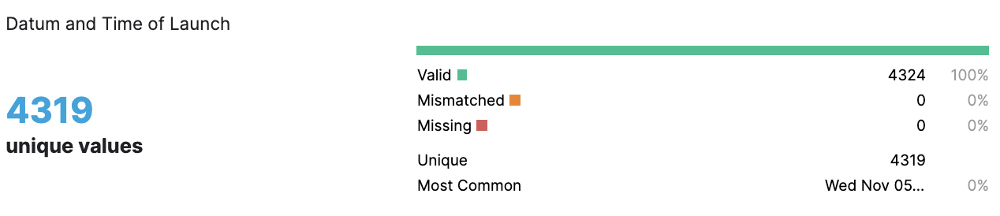 Datum and Time of Launch
4319
unique values
Valid 4324 100%
Mismatched 0 0%
Missing 0 0%
Unique 4319
Most Common Wed Nov 05... 0%